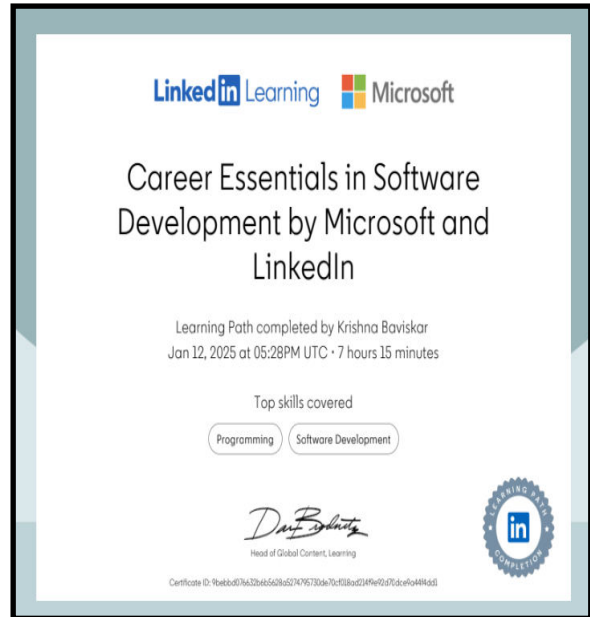 Linked in Learning Microsoft
Career Essentials in Software
Development by Microsoft and
LinkedIn
Learning Path completed by Krishna Baviskar
Jan 12, 2025 at 05:28PM UTC • 7 hours 15 minutes
Top skills covered
Programming Software Development
Head of Global Content, Learning
LEARNING PATH
in
COMPLETION
Certificate ID: